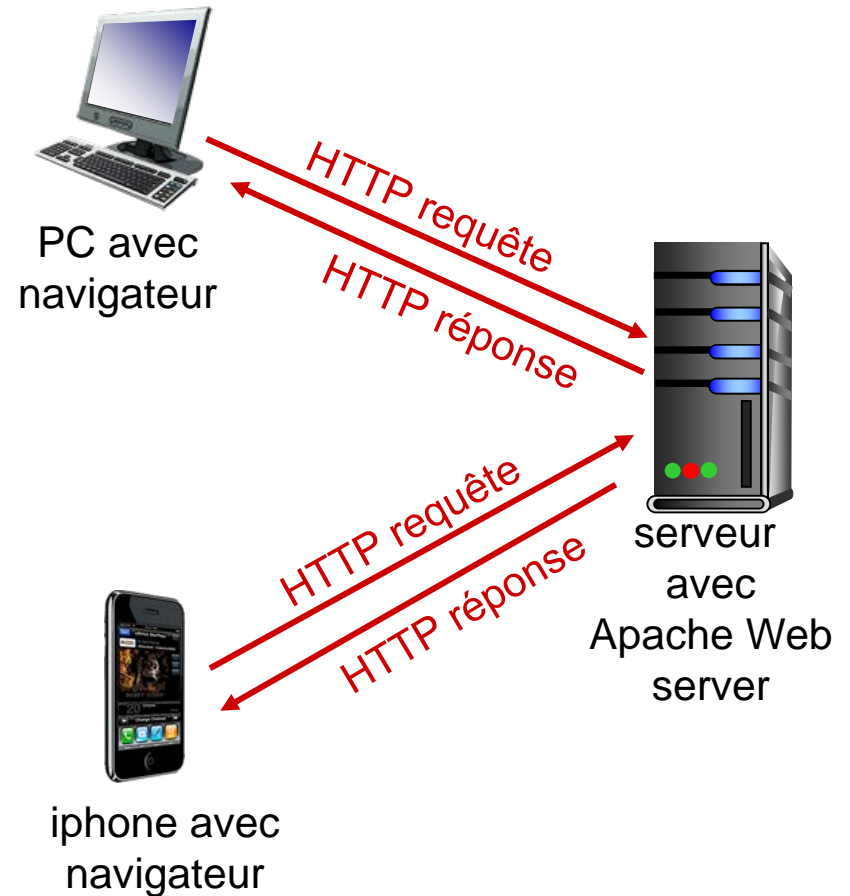 HTTP requête
HTTP réponse
PC avec
navigateur
HTTP requête
HTTP réponse
serveur
avec
Apache Web
server
iphone avec
navigateur